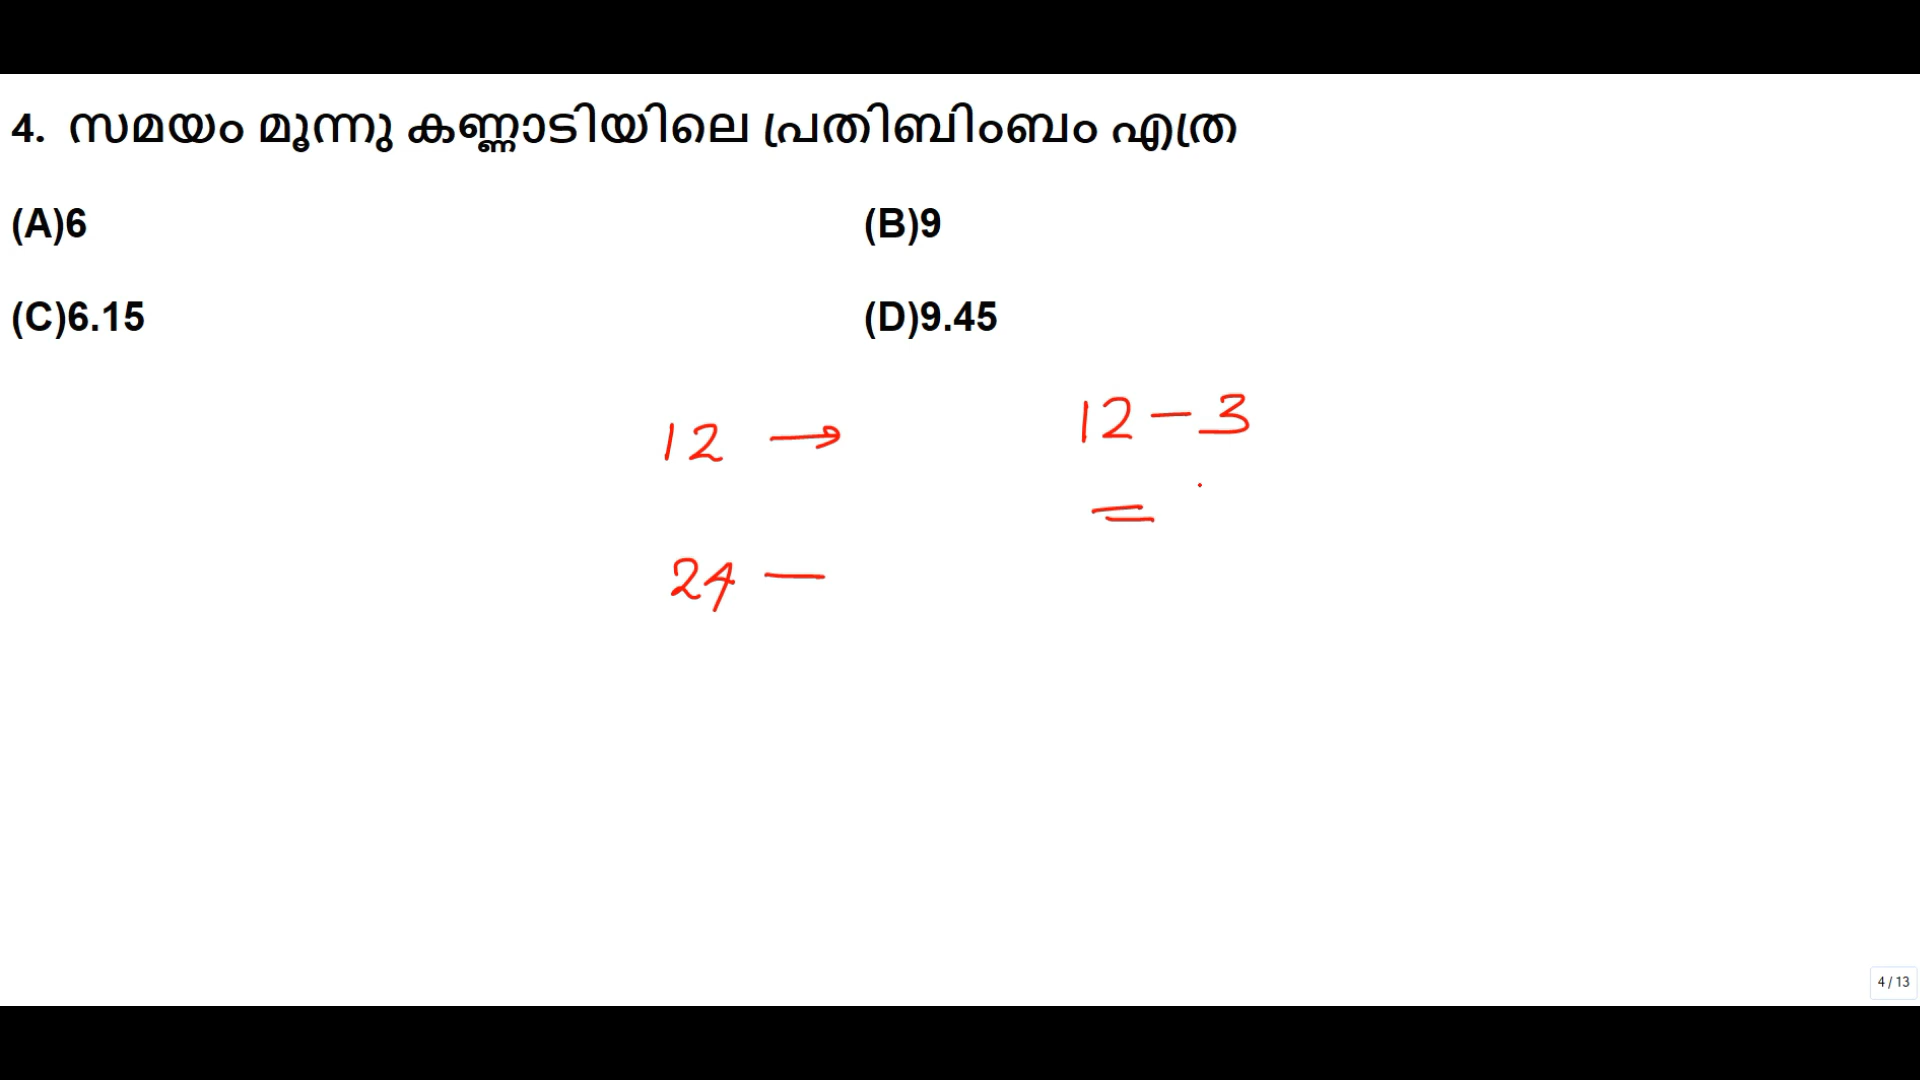 4. സമയം മൂന്നു കണ്ണാടിയിലെ പ്രതിബിംബം എത്ര
(A)6 (B)9
(C)6.15 (D)9.45
12 → 12 - 3
=
24 -
4 / 13